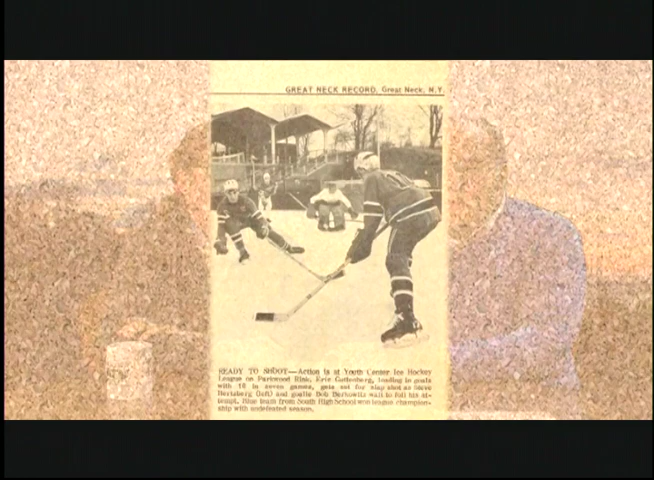 GREAT NECK RECORD, Great Neck, N.Y.
READY TO SHOOT—Action is at Youth Center Ice Hockey
League on Parkwood Rink. Eric Guttenberg, leading in goals
with 18 in seven games, gets set for slap shot as Steve
Hertzberg (left) and goalie Bob Berkowitz wait to foil his at-
tempt. Blue team from South High School won league champion-
ship with undefeated season.